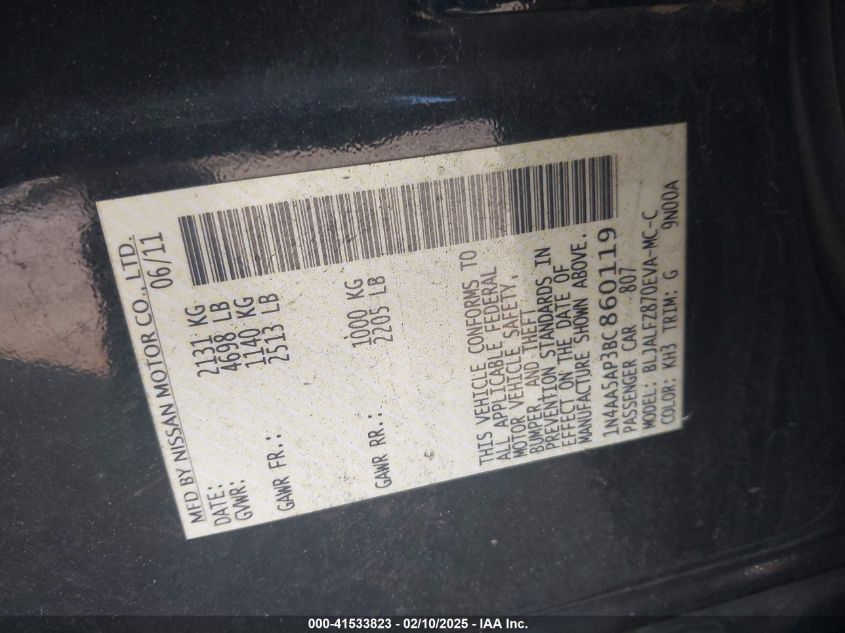 MFD BY NISSAN MOTOR CO., LTD.
DATE: 06/11
GVWR: 2131 KG
4698 LB
GAWR FR.: 1140 KG
2513 LB
GAWR RR.: 1000 KG
2205 LB
THIS VEHICLE CONFORMS TO
ALL APPLICABLE FEDERAL
MOTOR VEHICLE SAFETY,
BUMPER, AND THEFT
PREVENTION STANDARDS IN
EFFECT ON THE DATE OF
MANUFACTURE SHOWN ABOVE.
1N4AA5AP3BC860119
PASSENGER CAR 807
MODEL: BLJALFZ870EVA-MC-C
COLOR: KH3 TRIM: G 9N00A
000-41533823 - 02/10/2025 - IAA Inc.